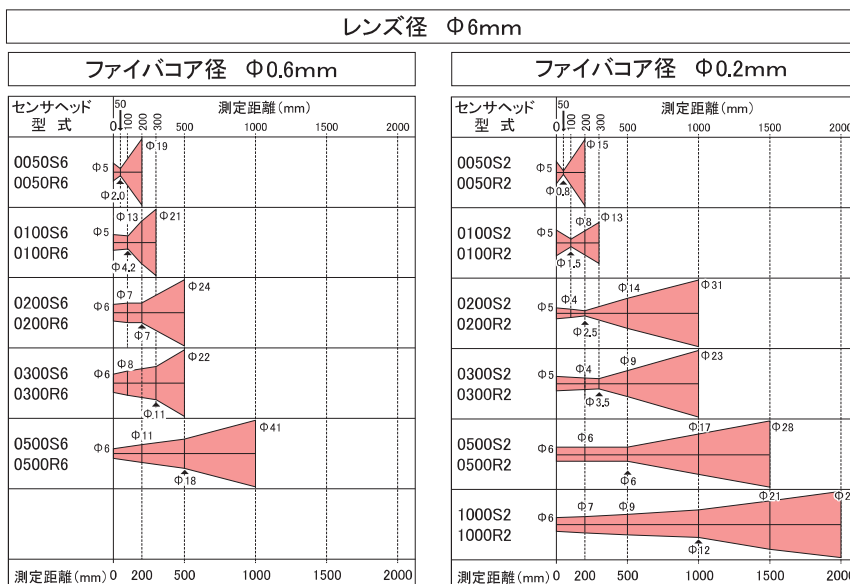 レンズ径 Φ6mm
ファイバコア径 Φ0.6mm
センサヘッド 型 式
測定距離(mm)
0 50 100 200 300 500 1000 1500 2000
0050S6
0050R6
Φ5 Φ2.0 Φ19
0100S6
0100R6
Φ5 Φ13 Φ4.2 Φ21
0200S6
0200R6
Φ6 Φ7 Φ7 Φ24
0300S6
0300R6
Φ6 Φ8 Φ11 Φ22
0500S6
0500R6
Φ6 Φ11 Φ18 Φ41
測定距離(mm) 0 200 500 1000 1500 2000
ファイバコア径 Φ0.2mm
センサヘッド 型 式
測定距離(mm)
0 50 100 200 300 500 1000 1500 2000
0050S2
0050R2
Φ5 Φ0.8 Φ15
0100S2
0100R2
Φ5 Φ1.5 Φ8 Φ13
0200S2
0200R2
Φ5 Φ4 Φ2.5 Φ14 Φ31
0300S2
0300R2
Φ5 Φ4 Φ3.5 Φ9 Φ23
0500S2
0500R2
Φ6 Φ6 Φ6 Φ17 Φ28
1000S2
1000R2
Φ6 Φ7 Φ9 Φ12 Φ21
測定距離(mm) 0 200 500 1000 1500 2000